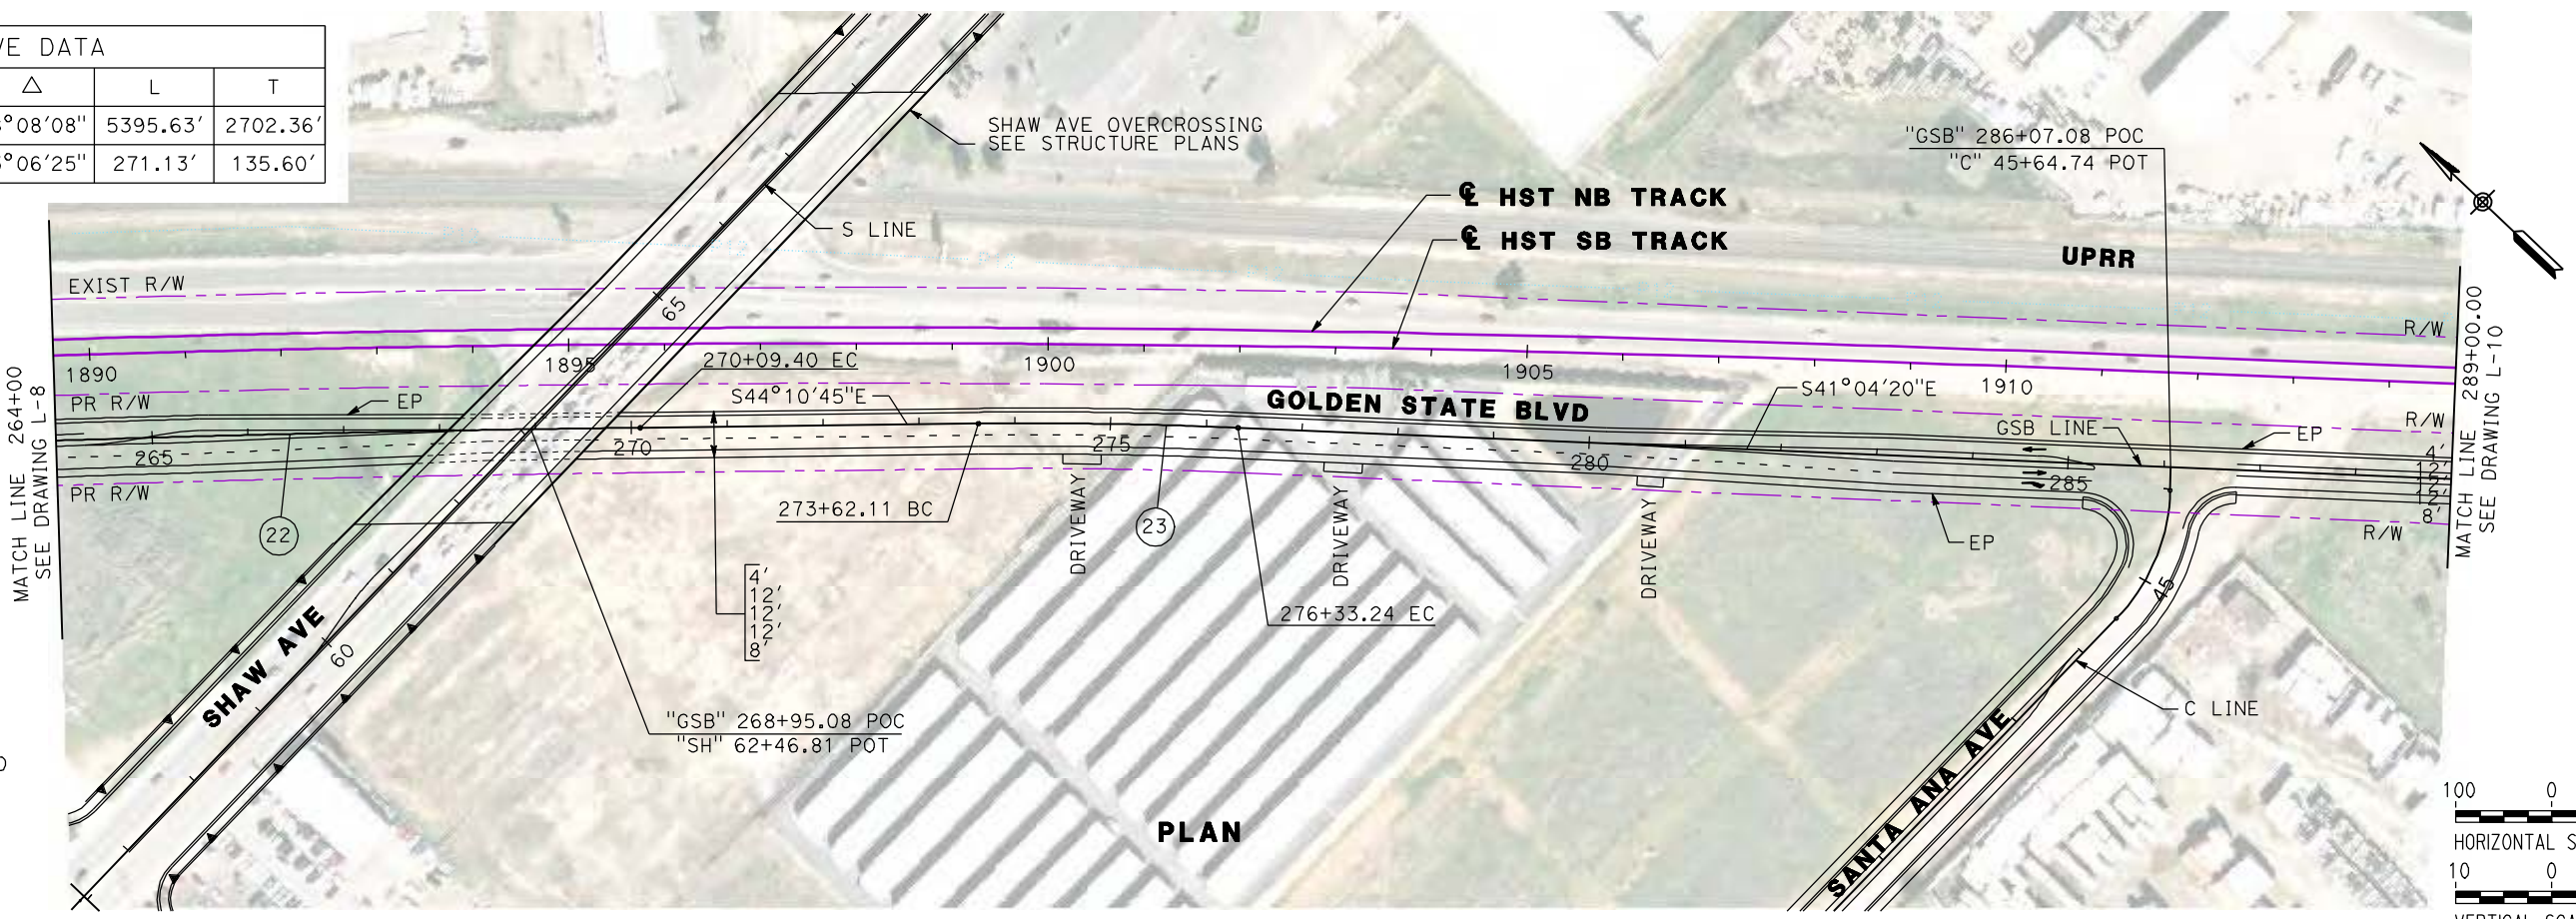 VE DATA
△ L T
°08'08" 5395.63' 2702.36'
°06'25" 271.13' 135.60'
SHAW AVE OVERCROSSING
SEE STRUCTURE PLANS
"GSB" 286+07.08 POC
"C" 45+64.74 POT
℄ HST NB TRACK
℄ HST SB TRACK
S LINE
UPRR
EXIST R/W
R/W
65
1890
1895
1900
1905
1910
270+09.40 EC
S44°10'45"E
S41°04'20"E
PR R/W
EP
GOLDEN STATE BLVD
GSB LINE
R/W
EP
265
270
275
280
285
4'
12'
12'
12'
8'
PR R/W
22
273+62.11 BC
DRIVEWAY
23
DRIVEWAY
DRIVEWAY
EP
R/W
MATCH LINE 264+00
SEE DRAWING L-8
MATCH LINE 289+00.00
SEE DRAWING L-10
4'
12'
12'
12'
8'
276+33.24 EC
45
60
SHAW AVE
"GSB" 268+95.08 POC
"SH" 62+46.81 POT
C LINE
SANTA ANA AVE
PLAN
100 0
HORIZONTAL S
10 0